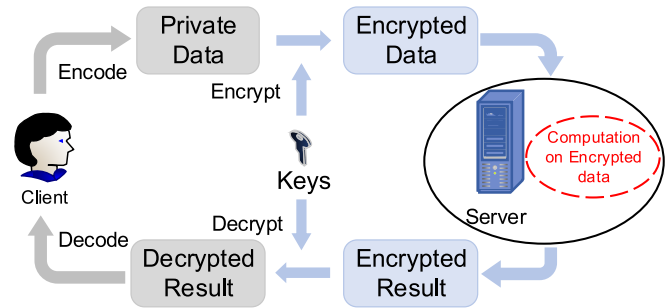 Private
Data
Encrypted
Data
Encode
Encrypt
Computation
on Encrypted
data
Keys
Client
Server
Decrypt
Decode
Decrypted
Result
Encrypted
Result